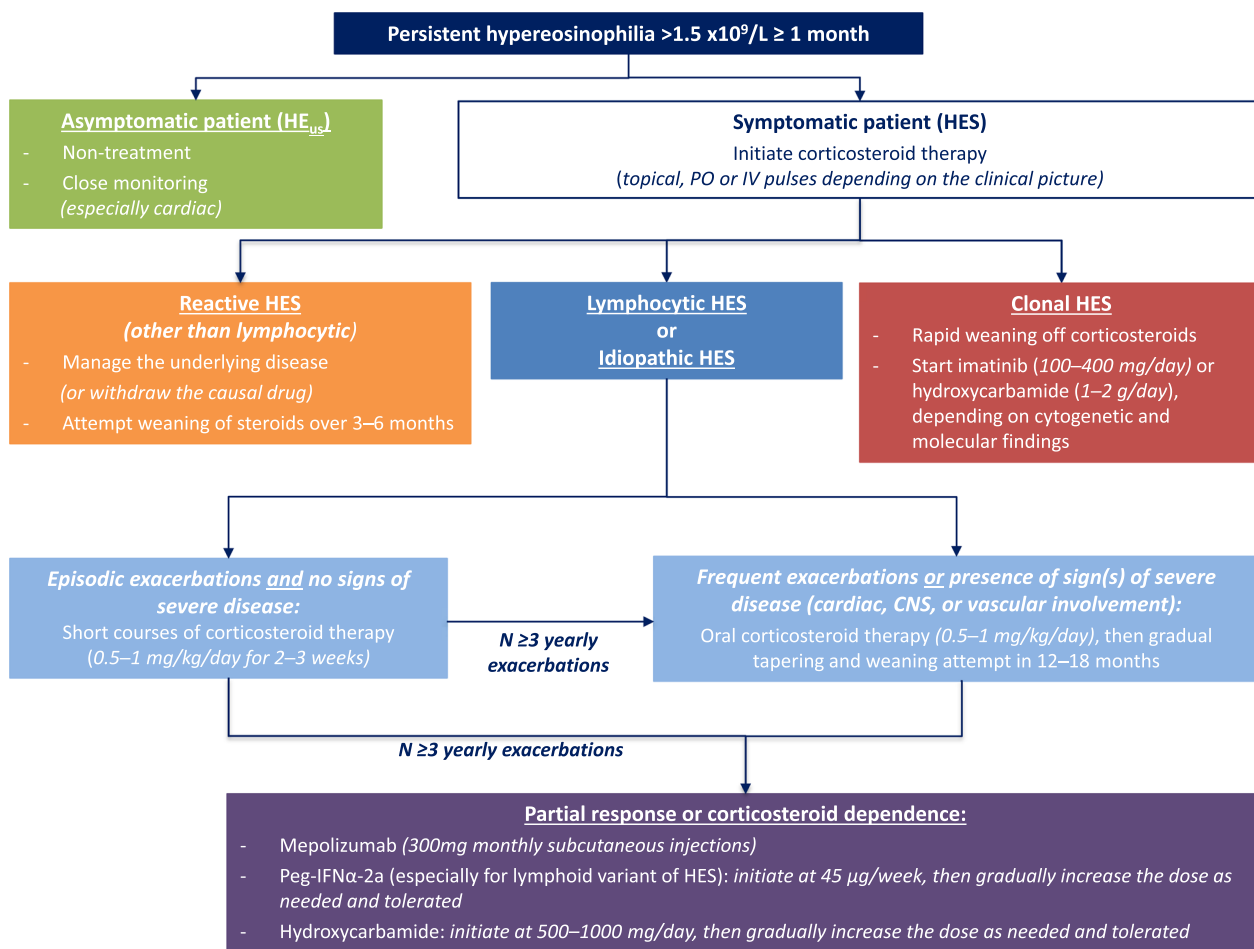 Persistent hypereosinophilia >1.5 x10⁹/L ≥ 1 month
Asymptomatic patient (HEus)
- Non-treatment
- Close monitoring
(especially cardiac)
Symptomatic patient (HES)
Initiate corticosteroid therapy
(topical, PO or IV pulses depending on the clinical picture)
Reactive HES
(other than lymphocytic)
- Manage the underlying disease
(or withdraw the causal drug)
- Attempt weaning of steroids over 3–6 months
Lymphocytic HES
or
Idiopathic HES
Clonal HES
- Rapid weaning off corticosteroids
- Start imatinib (100–400 mg/day) or
hydroxycarbamide (1–2 g/day),
depending on cytogenetic and
molecular findings
Episodic exacerbations and no signs of
severe disease:
Short courses of corticosteroid therapy
(0.5–1 mg/kg/day for 2–3 weeks)
N ≥3 yearly
exacerbations
Frequent exacerbations or presence of sign(s) of severe
disease (cardiac, CNS, or vascular involvement):
Oral corticosteroid therapy (0.5–1 mg/kg/day), then gradual
tapering and weaning attempt in 12–18 months
N ≥3 yearly exacerbations
Partial response or corticosteroid dependence:
- Mepolizumab (300mg monthly subcutaneous injections)
- Peg-IFNα-2a (especially for lymphoid variant of HES): initiate at 45 µg/week, then gradually increase the dose as
needed and tolerated
- Hydroxycarbamide: initiate at 500–1000 mg/day, then gradually increase the dose as needed and tolerated